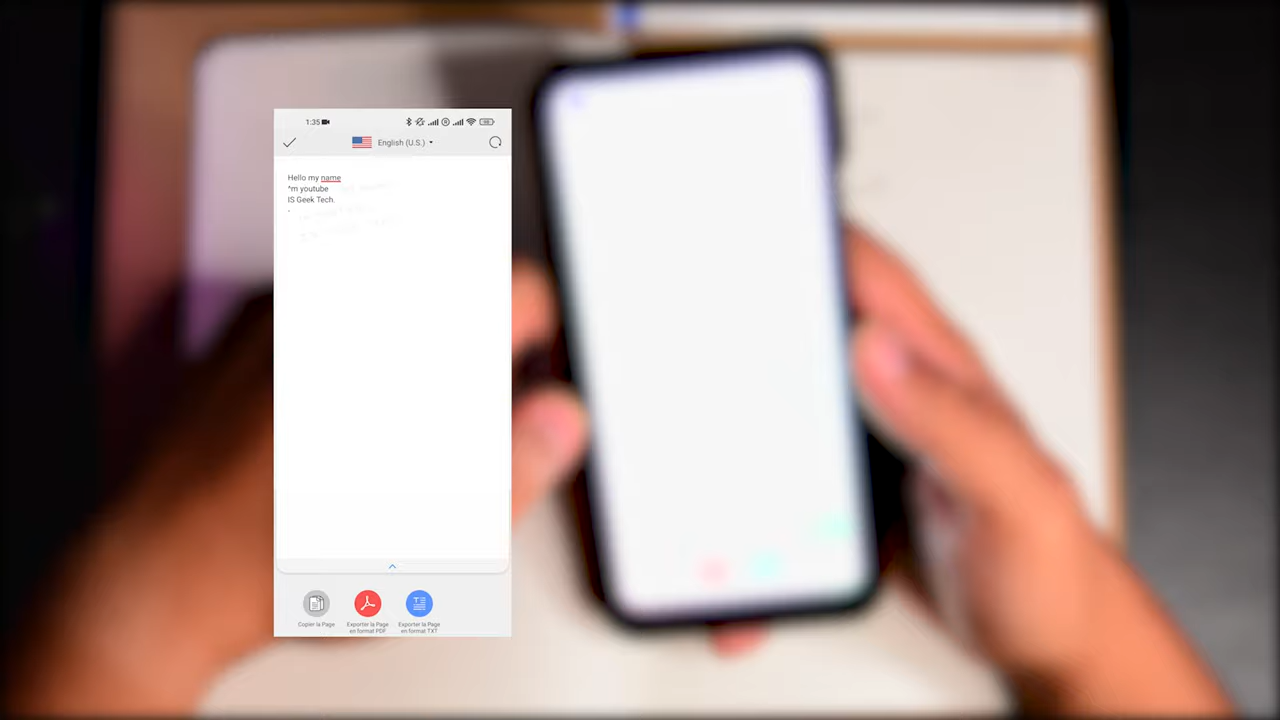 1:35
English (U.S.)
Hello my name
^m youtube
IS Geek Tech.
Copier la Page
Exporter la Page
en format PDF
Exporter la Page
en format TXT